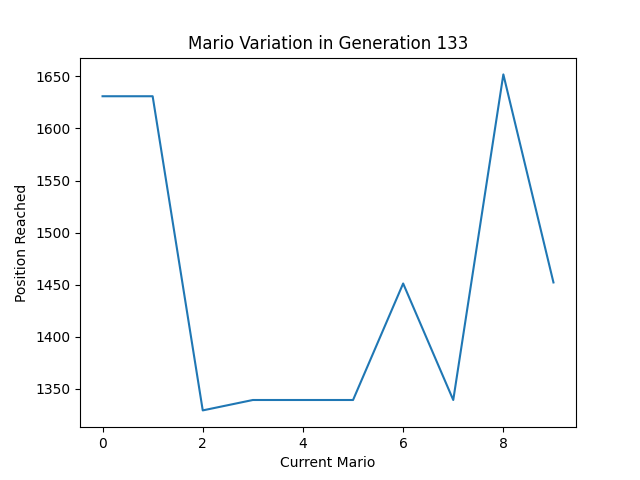 Mario Variation in Generation 133
1650
1600
1550
1500
1450
1400
1350
Position Reached
0 2 4 6 8
Current Mario